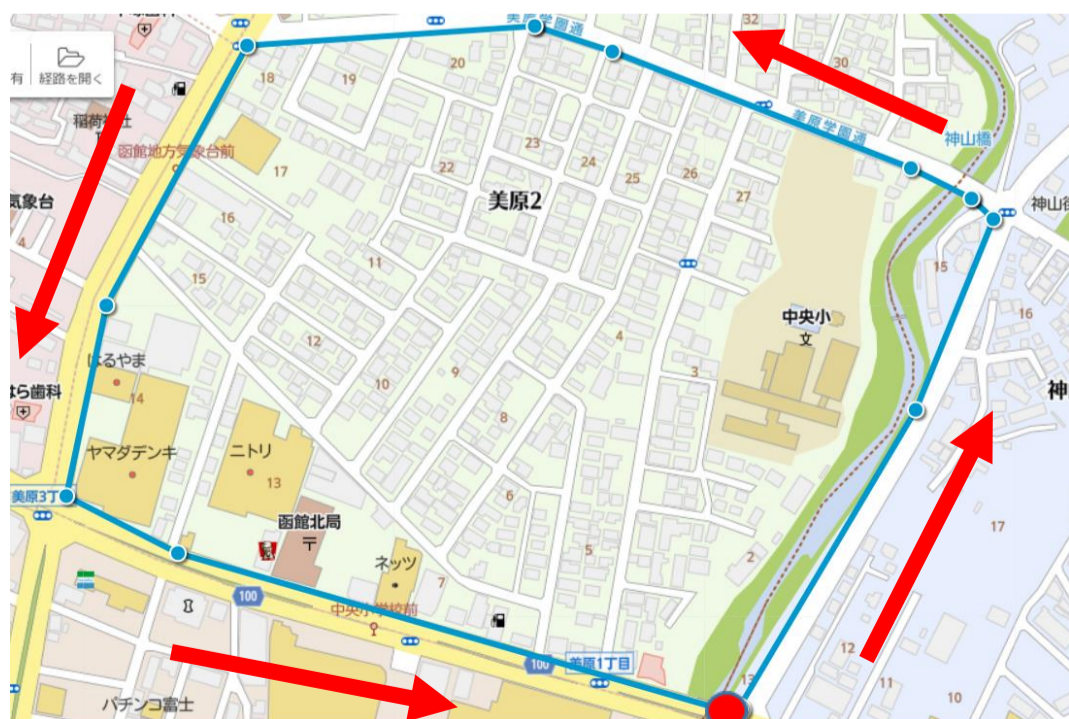 美原学園通
32
有 経路を開く
18
19
20
30
稲荷神社
函館地方気象台前
17
23
美原学園通
神山橋
22
24
25
26
27
気象台
4
16
美原2
神山
15
11
15
中央小
文
16
12
4
はるやま
14
10
9
3
はら歯科
神
8
ヤマダデンキ
ニトリ
13
6
美原3丁
函館北局
17
5
2
ネッツ
7
100
中央小学校前
100
美原1丁目
13
12
11
10
パチンコ富士